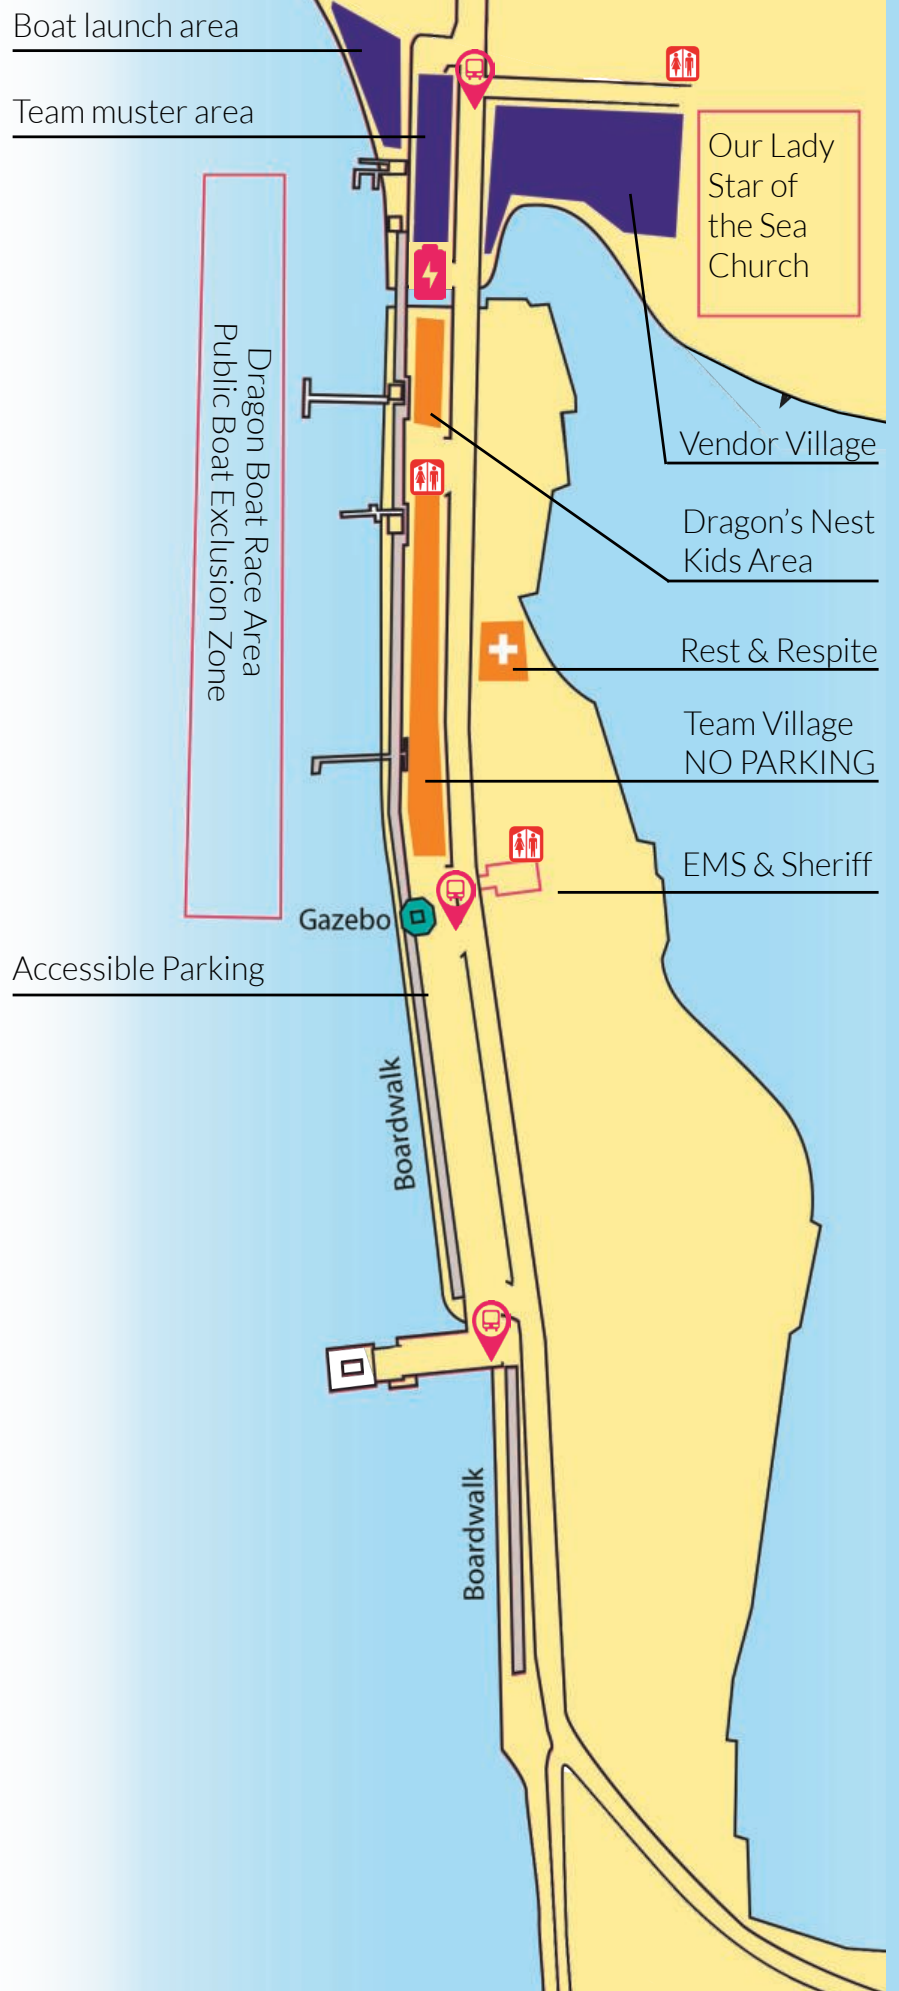 Boat launch area
Team muster area
Our Lady
Star of
the Sea
Church
Dragon Boat Race Area
Public Boat Exclusion Zone
Vendor Village
Dragon’s Nest
Kids Area
Rest & Respite
Team Village
NO PARKING
EMS & Sheriff
Gazebo
Accessible Parking
Boardwalk
Boardwalk